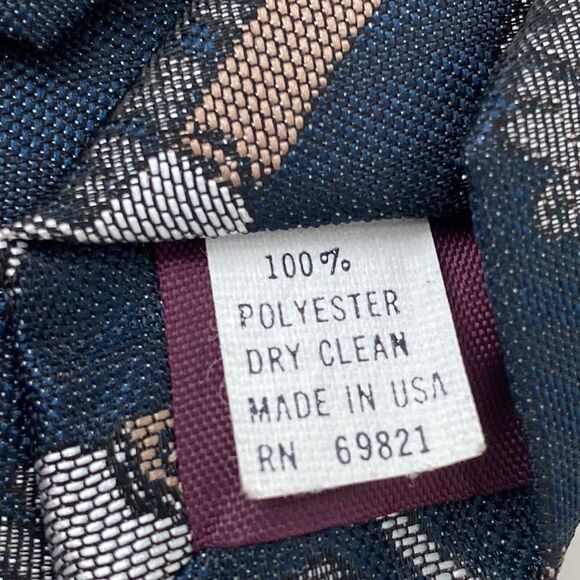 100%
POLYESTER
DRY CLEAN
MADE IN USA
RN 69821